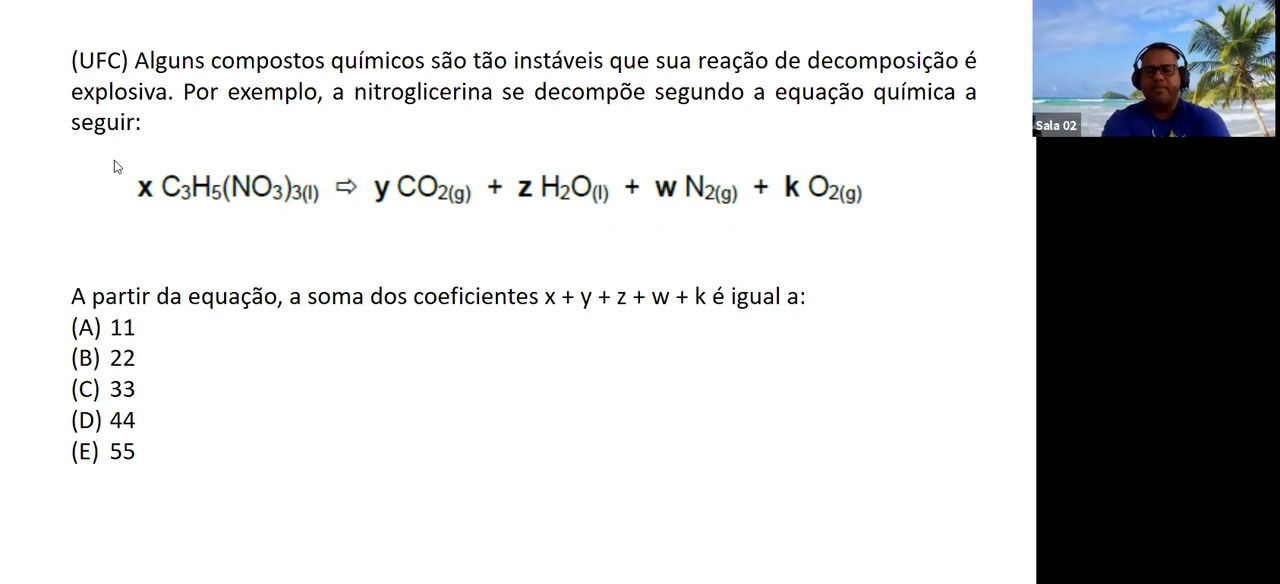 (UFC) Alguns compostos químicos são tão instáveis que sua reação de decomposição é
explosiva. Por exemplo, a nitroglicerina se decompõe segundo a equação química a
seguir:
x C₃H₅(NO₃)₃₍ₗ₎ ⇨ y CO₂(g) + z H₂O(l) + w N₂(g) + k O₂(g)
A partir da equação, a soma dos coeficientes x + y + z + w + k é igual a:
(A) 11
(B) 22
(C) 33
(D) 44
(E) 55
Sala 02